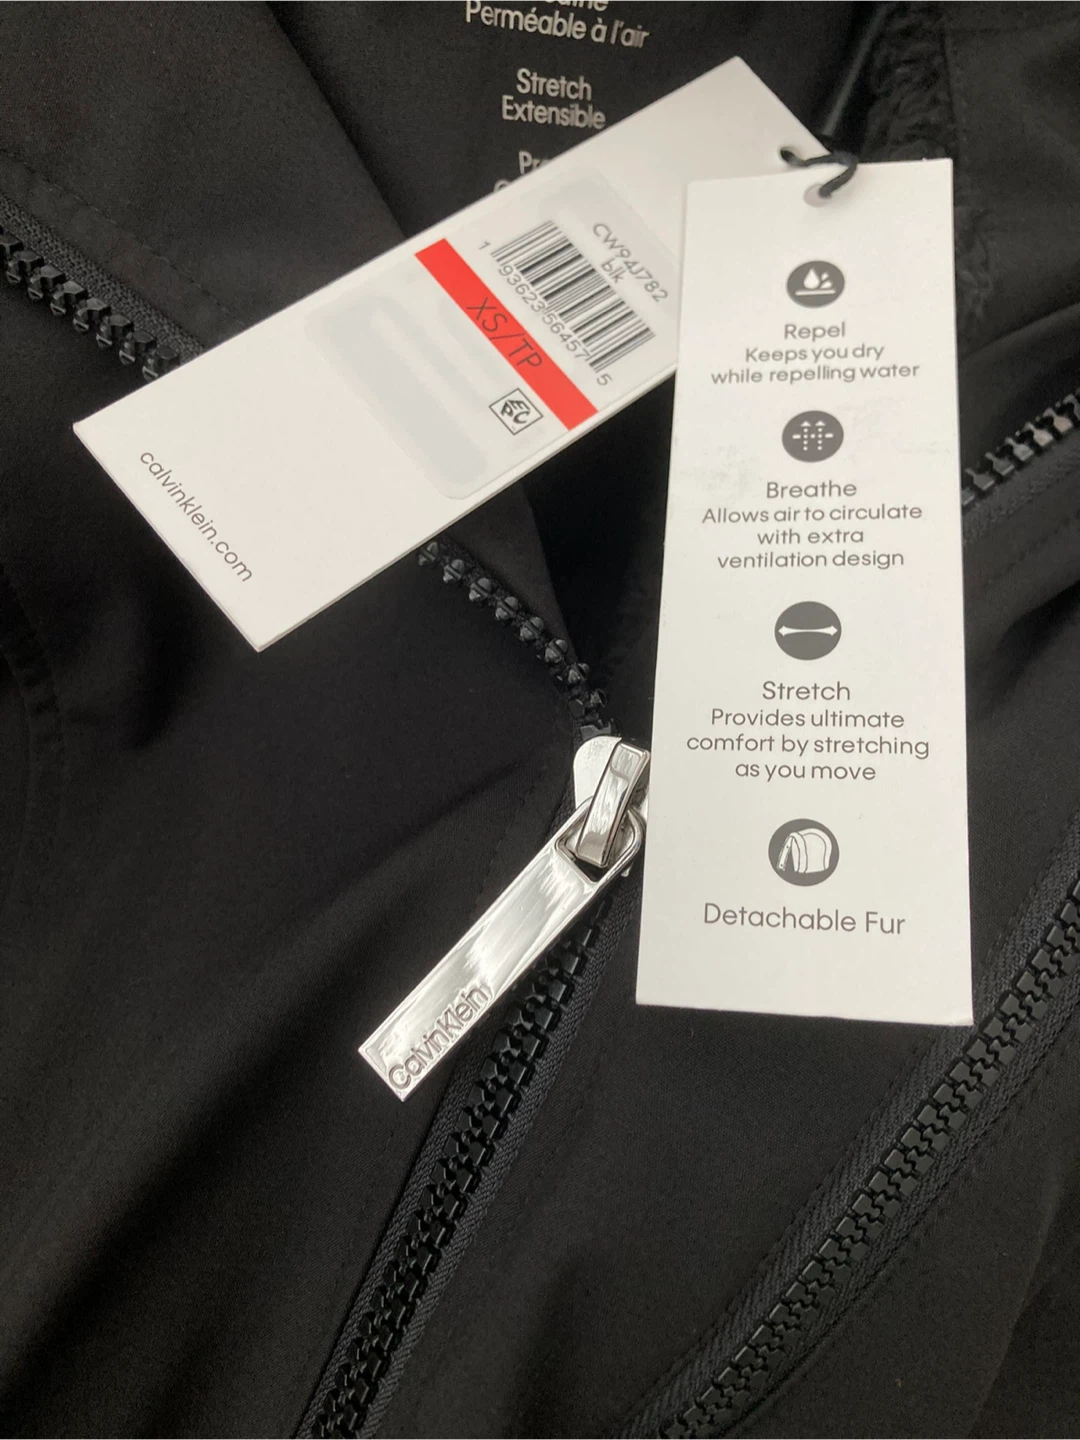 Perméable à l'air
Stretch
Extensible
CW94J782
blk
1 93623 56457 5
XS/TP
calvinklein.com
Repel
Keeps you dry
while repelling water
Breathe
Allows air to circulate
with extra
ventilation design
Stretch
Provides ultimate
comfort by stretching
as you move
Detachable Fur
CalvinKlein